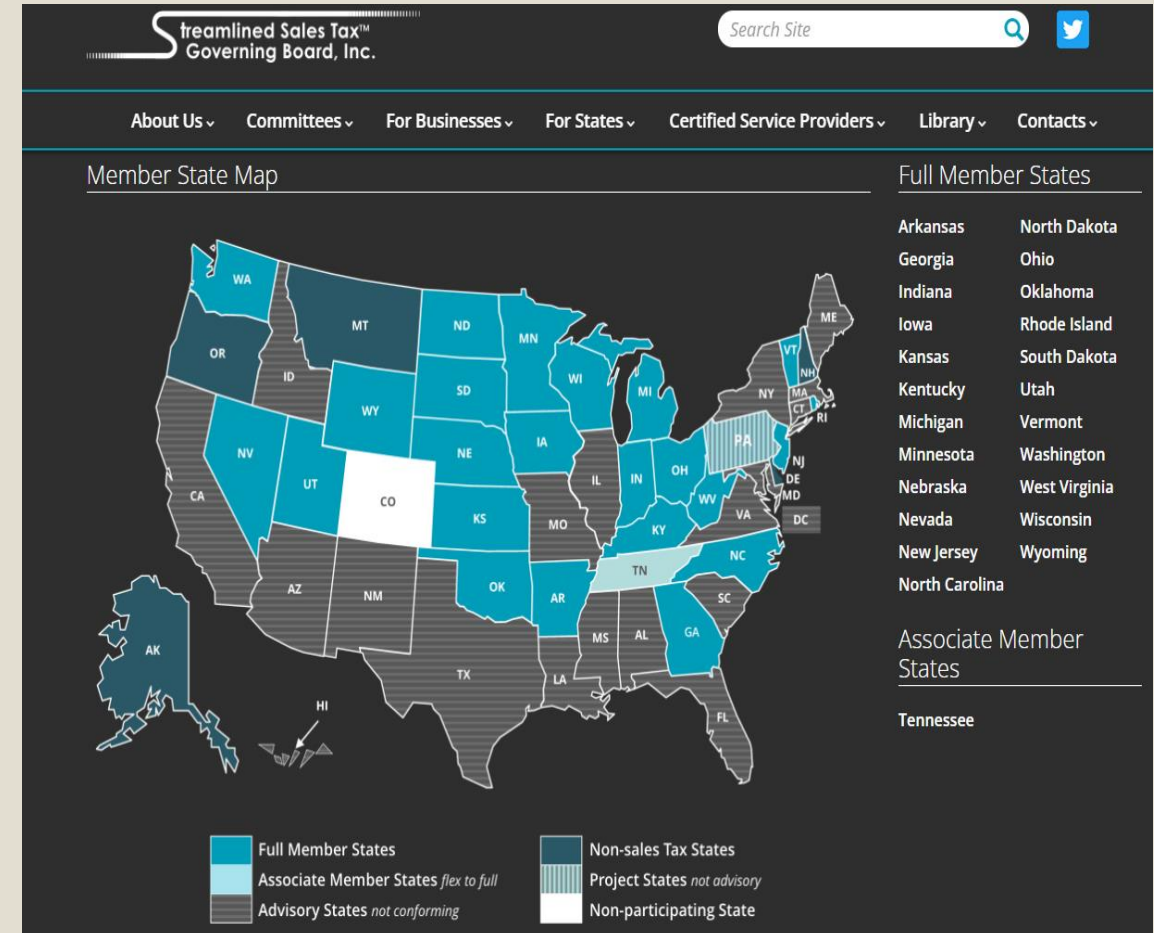 Streamlined Sales Tax™
Governing Board, Inc.
Search Site
About Us
Committees
For Businesses
For States
Certified Service Providers
Library
Contacts
Member State Map
WA
OR
MT
ID
ND
MN
SD
WY
WI
MI
ME
VT
NH
NY
MA
CT
RI
NV
UT
CO
NE
IA
IL
IN
OH
PA
NJ
DE
MD
DC
CA
KS
MO
KY
WV
VA
AZ
NM
OK
AR
TN
NC
SC
MS
AL
GA
TX
LA
FL
AK
HI
Full Member States
Associate Member States flex to full
Advisory States not conforming
Non-sales Tax States
Project States not advisory
Non-participating State
Full Member States
Arkansas
Georgia
Indiana
Iowa
Kansas
Kentucky
Michigan
Minnesota
Nebraska
Nevada
New Jersey
North Carolina
North Dakota
Ohio
Oklahoma
Rhode Island
South Dakota
Utah
Vermont
Washington
West Virginia
Wisconsin
Wyoming
Associate Member
States
Tennessee